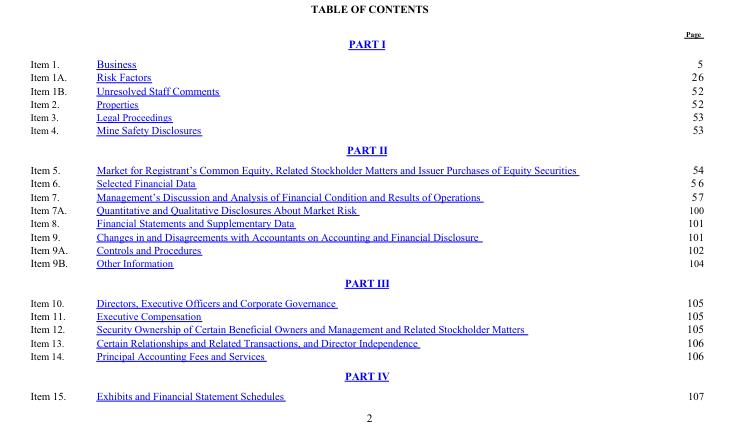 TABLE OF CONTENTS
Page
PART I
Item 1. Business 5
Item 1A. Risk Factors 26
Item 1B. Unresolved Staff Comments 52
Item 2. Properties 52
Item 3. Legal Proceedings 53
Item 4. Mine Safety Disclosures 53
PART II
Item 5. Market for Registrant's Common Equity, Related Stockholder Matters and Issuer Purchases of Equity Securities 54
Item 6. Selected Financial Data 56
Item 7. Management's Discussion and Analysis of Financial Condition and Results of Operations 57
Item 7A. Quantitative and Qualitative Disclosures About Market Risk 100
Item 8. Financial Statements and Supplementary Data 101
Item 9. Changes in and Disagreements with Accountants on Accounting and Financial Disclosure 101
Item 9A. Controls and Procedures 102
Item 9B. Other Information 104
PART III
Item 10. Directors, Executive Officers and Corporate Governance 105
Item 11. Executive Compensation 105
Item 12. Security Ownership of Certain Beneficial Owners and Management and Related Stockholder Matters 105
Item 13. Certain Relationships and Related Transactions, and Director Independence 106
Item 14. Principal Accounting Fees and Services 106
PART IV
Item 15. Exhibits and Financial Statement Schedules 107
2